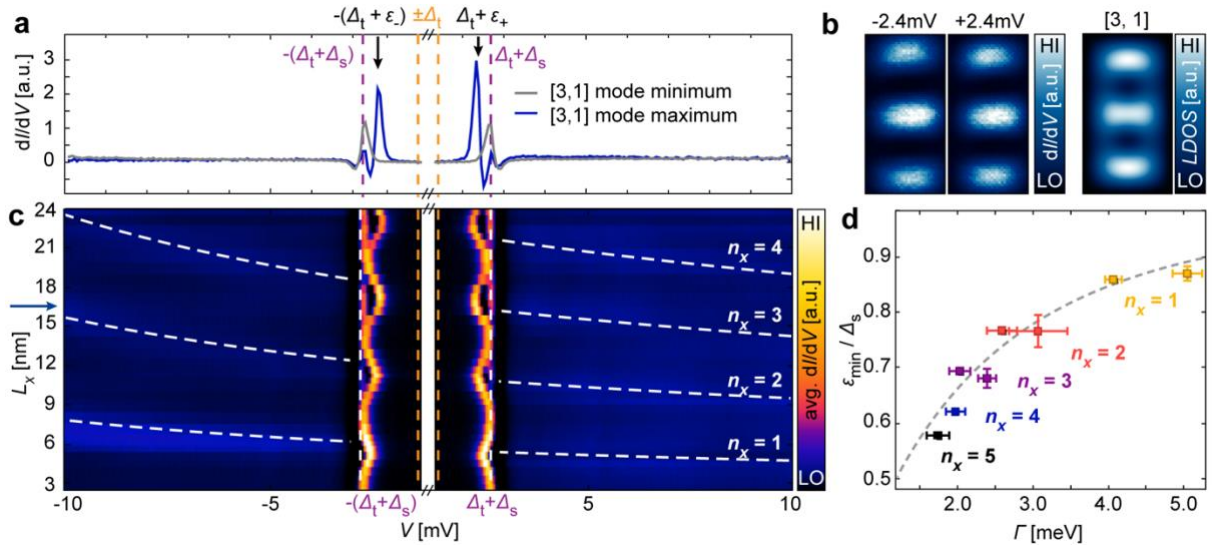 a
-(Δt + ε-) ±Δt Δt + ε+
-(Δt+Δs) Δt+Δs
dI/dV [a.u.]
3
2
1
0
[3,1] mode minimum
[3,1] mode maximum
b
-2.4mV +2.4mV [3, 1]
HI
dI/dV [a.u.]
LO
HI
LDOS [a.u.]
LO
c
Lx [nm]
24
21
18
15
12
9
6
3
nx = 4
nx = 3
nx = 2
nx = 1
HI
avg. dI/dV [a.u.]
LO
-10 -5 -(Δt+Δs) Δt+Δs 5 10
V [mV]
d
εmin / Δs
0.9
0.8
0.7
0.6
0.5
nx = 1
nx = 2
nx = 3
nx = 4
nx = 5
2.0 3.0 4.0 5.0
Γ [meV]